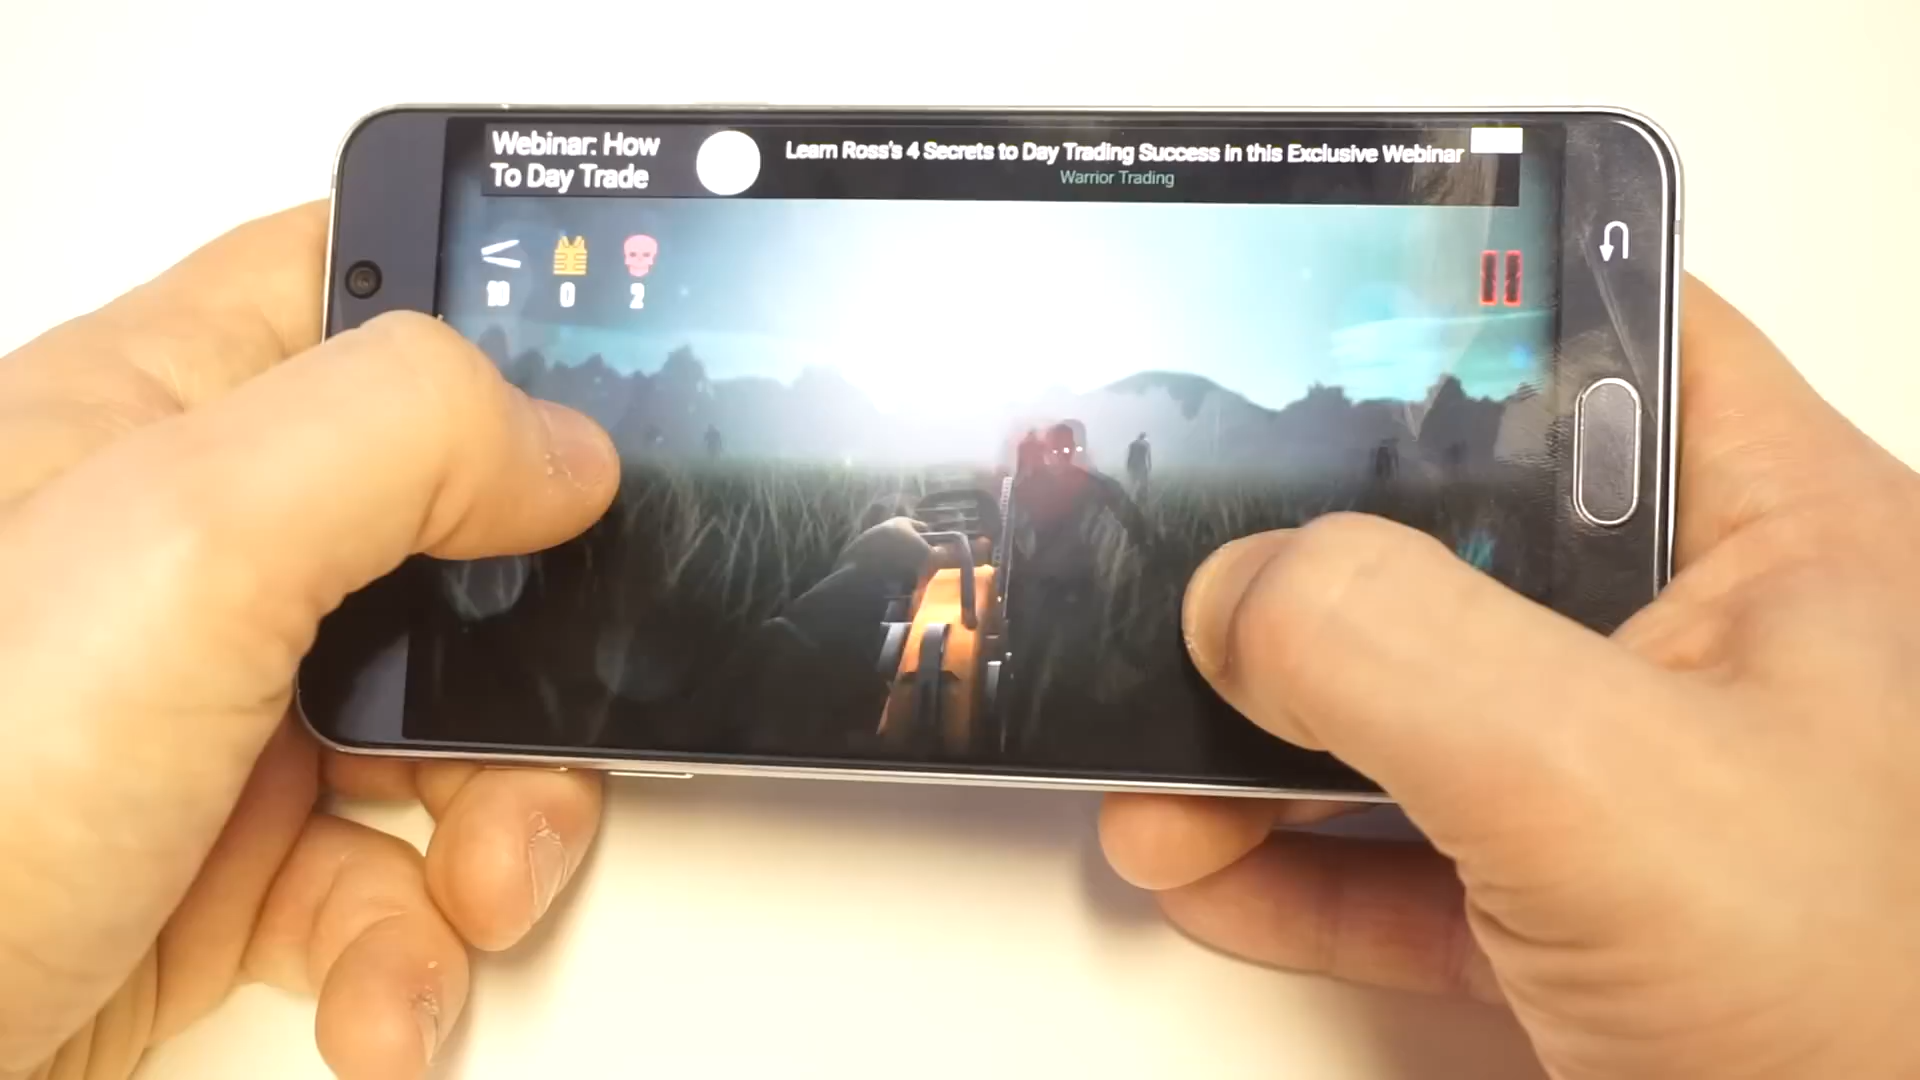 Webinar: How
To Day Trade
Learn Ross's 4 Secrets to Day Trading Success in this Exclusive Webinar
Warrior Trading
10 0 2